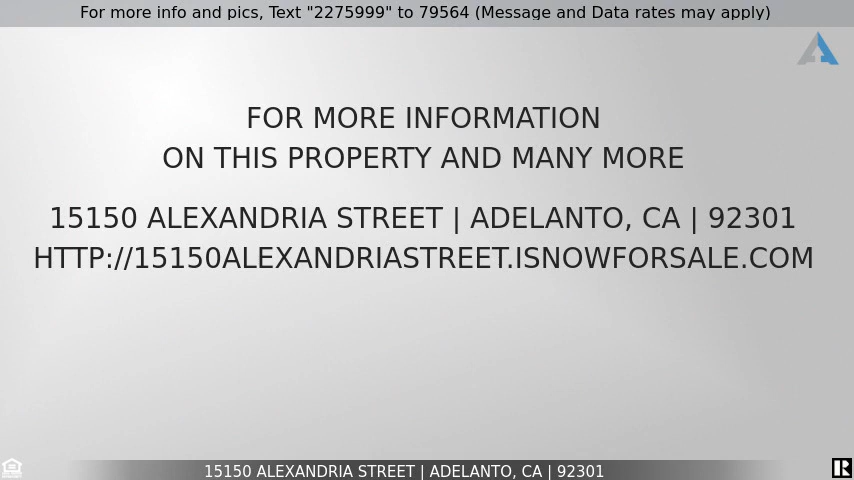 For more info and pics, Text "2275999" to 79564 (Message and Data rates may apply)
FOR MORE INFORMATION
ON THIS PROPERTY AND MANY MORE
15150 ALEXANDRIA STREET | ADELANTO, CA | 92301
HTTP://15150ALEXANDRIASTREET.ISNOWFORSALE.COM
15150 ALEXANDRIA STREET | ADELANTO, CA | 92301